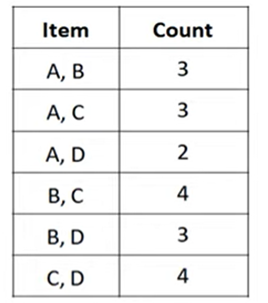 Item Count
A, B 3
A, C 3
A, D 2
B, C 4
B, D 3
C, D 4